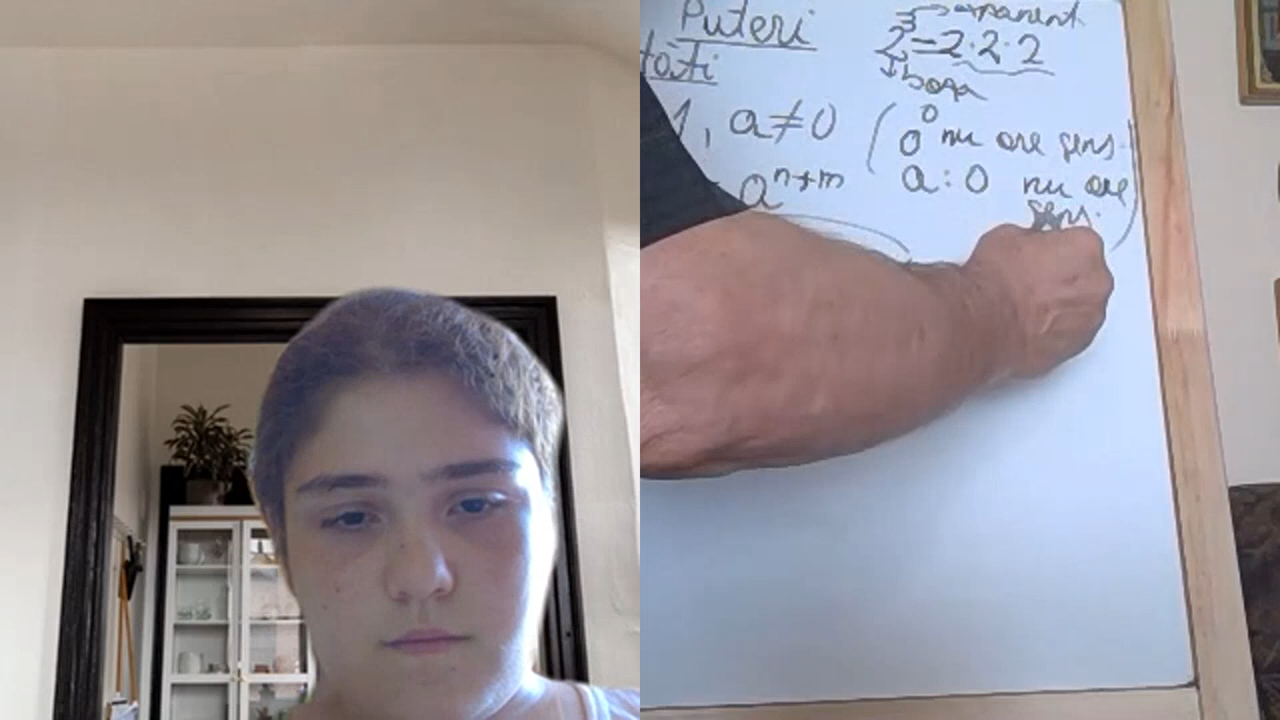 Puteri
2³ = 2·2·2
exponent
baza
tăți
1, a≠0
(0⁰ nu are sens.
a:0 nu are sens.)
aⁿ⁺ᵐ